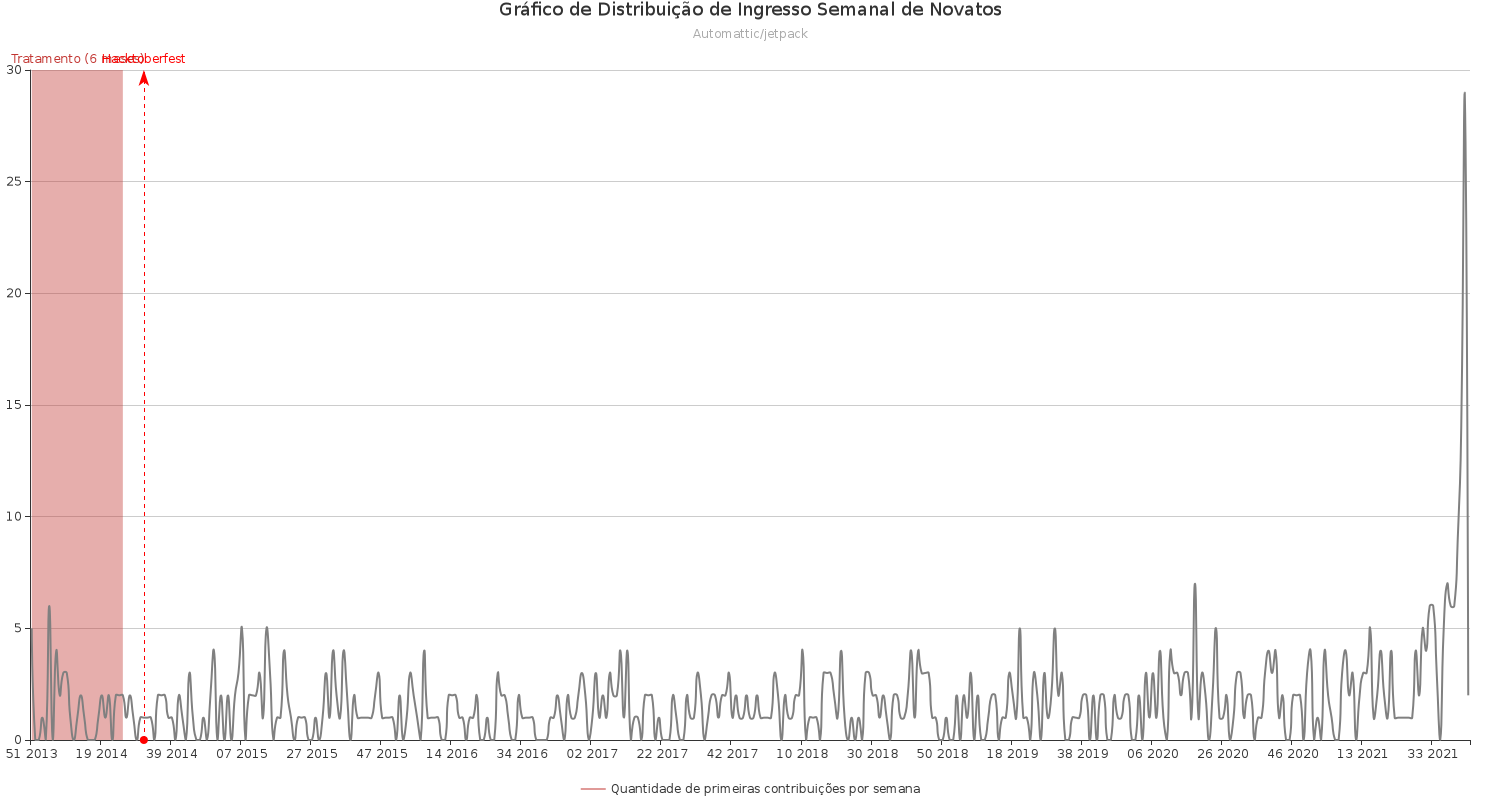 Gráfico de Distribuição de Ingresso Semanal de Novatos
Automattic/jetpack
Tratamento (6 meses)
Hacktoberfest
30
25
20
15
10
5
0
51 2013 19 2014 39 2014 07 2015 27 2015 47 2015 14 2016 34 2016 02 2017 22 2017 42 2017 10 2018 30 2018 50 2018 18 2019 38 2019 06 2020 26 2020 46 2020 13 2021 33 2021
Quantidade de primeiras contribuições por semana